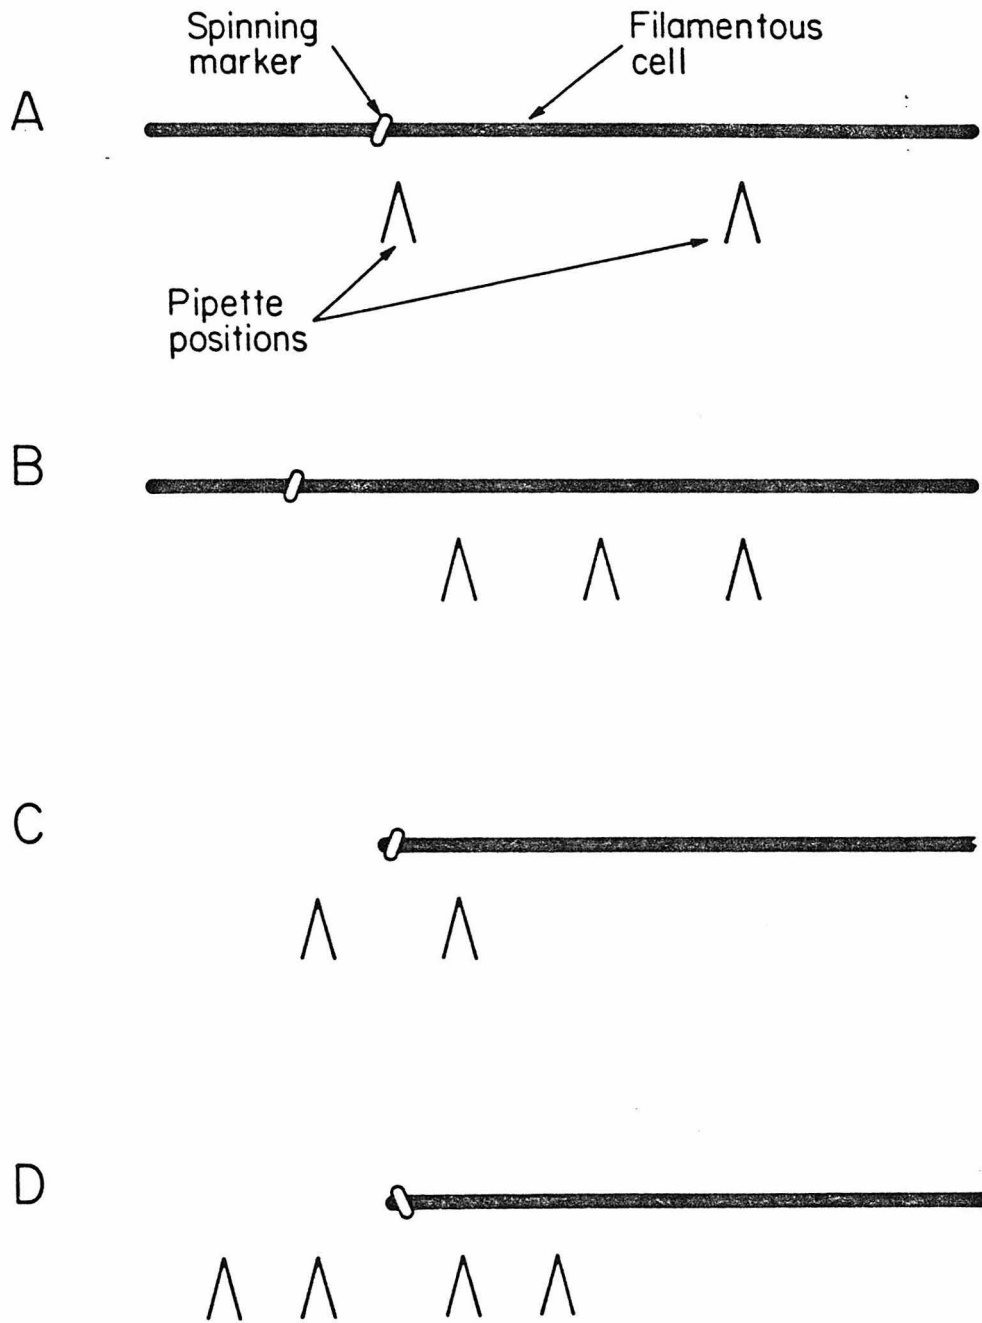 Spinning
marker
Filamentous
cell
A
Pipette
positions
B
C
D